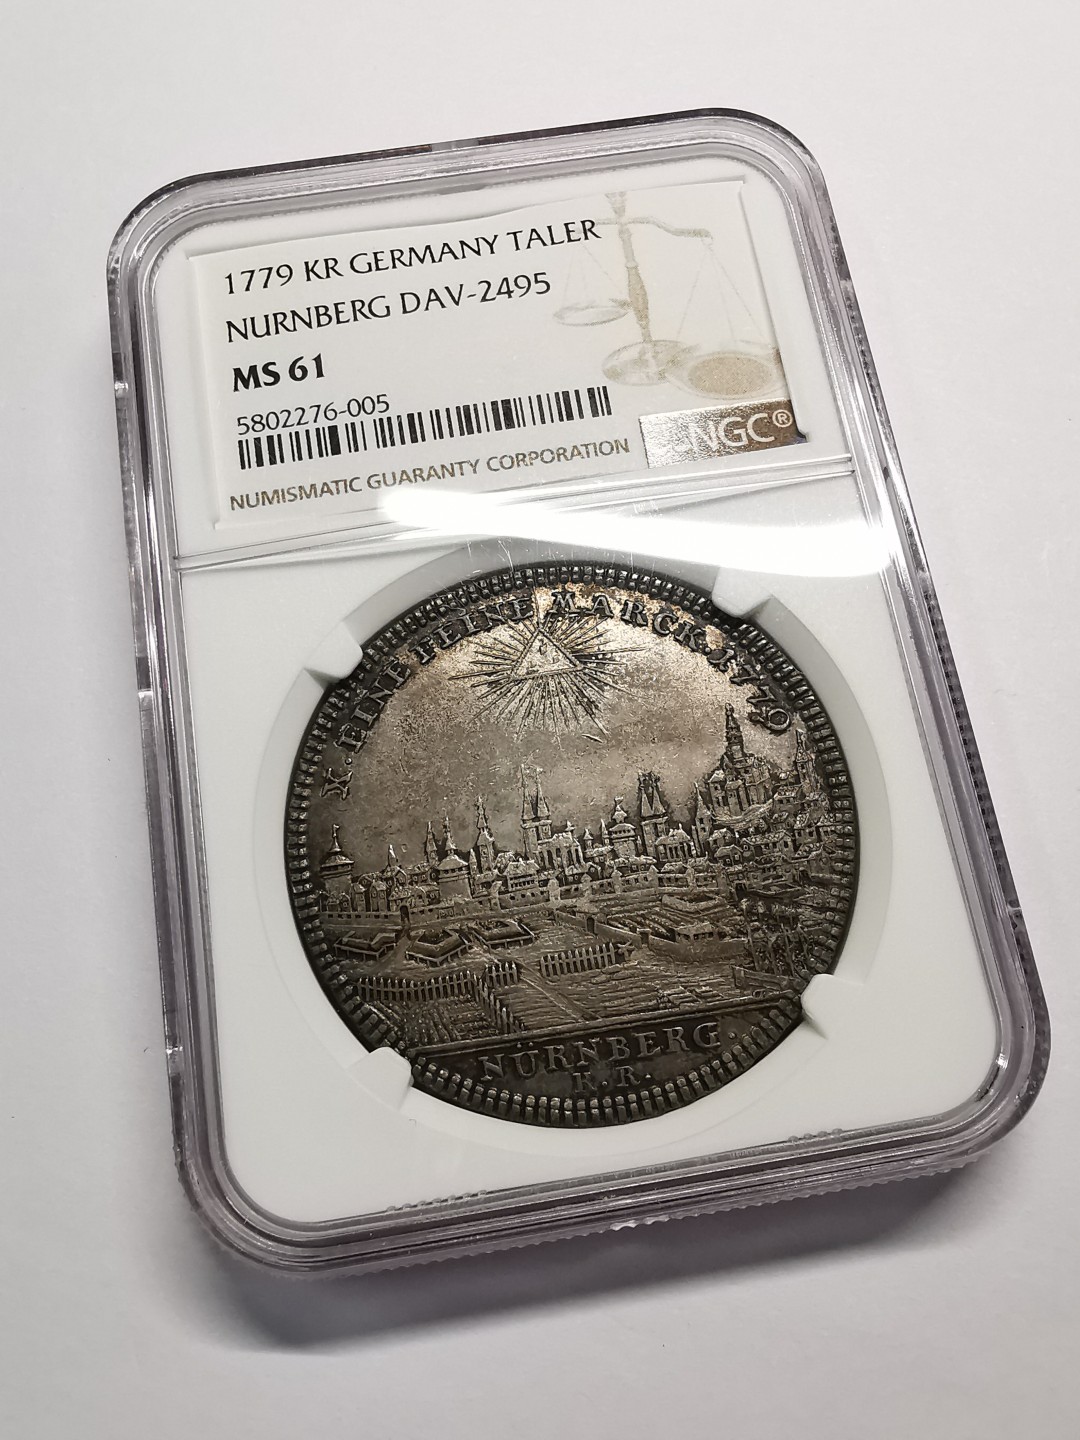 1779 KR GERMANY TALER
NURNBERG DAV-2495
MS 61
5802276-005
NGC®
NUMISMATIC GUARANTY CORPORATION
X. EINE FEINE MARCK. 1779
NÜRNBERG.
K. R.